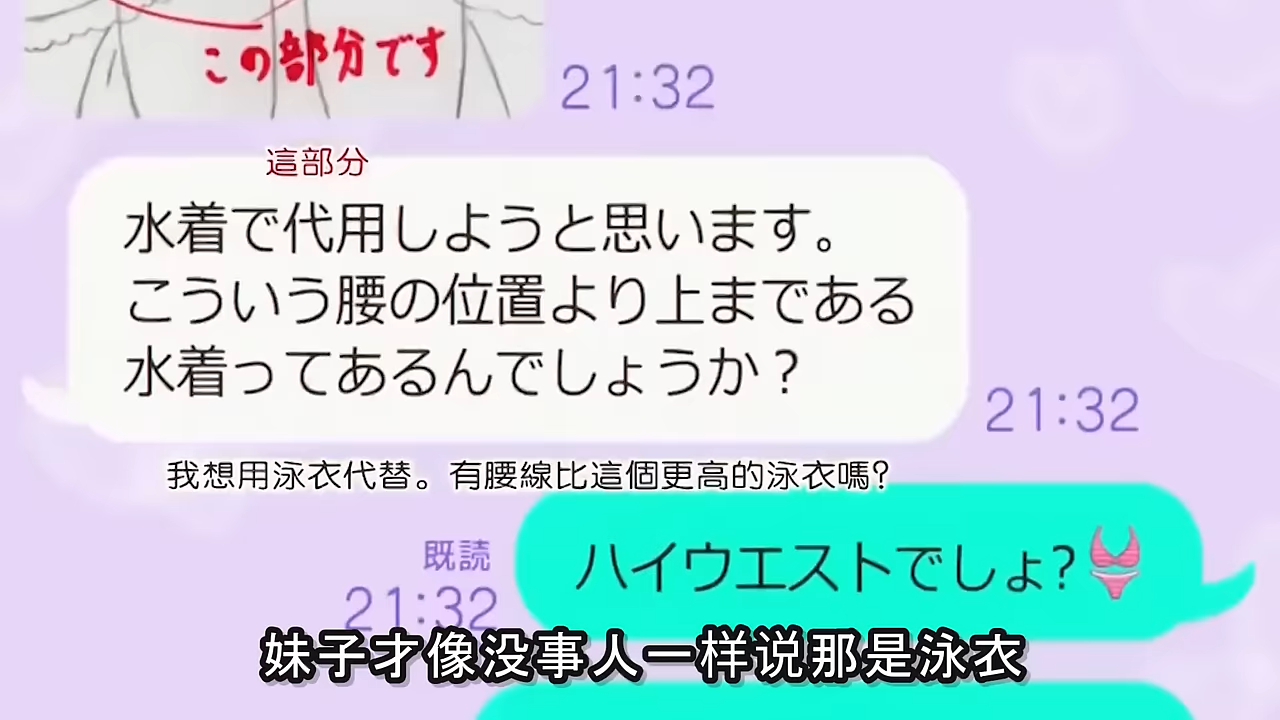 この部分です
21:32
這部分
水着で代用しようと思います。
こういう腰の位置より上まである
水着ってあるんでしょうか？
21:32
我想用泳衣代替。有腰線比這個更高的泳衣嗎？
ハイウエストでしょ?👙
既読
21:32
妹子才像没事人一样说那是泳衣